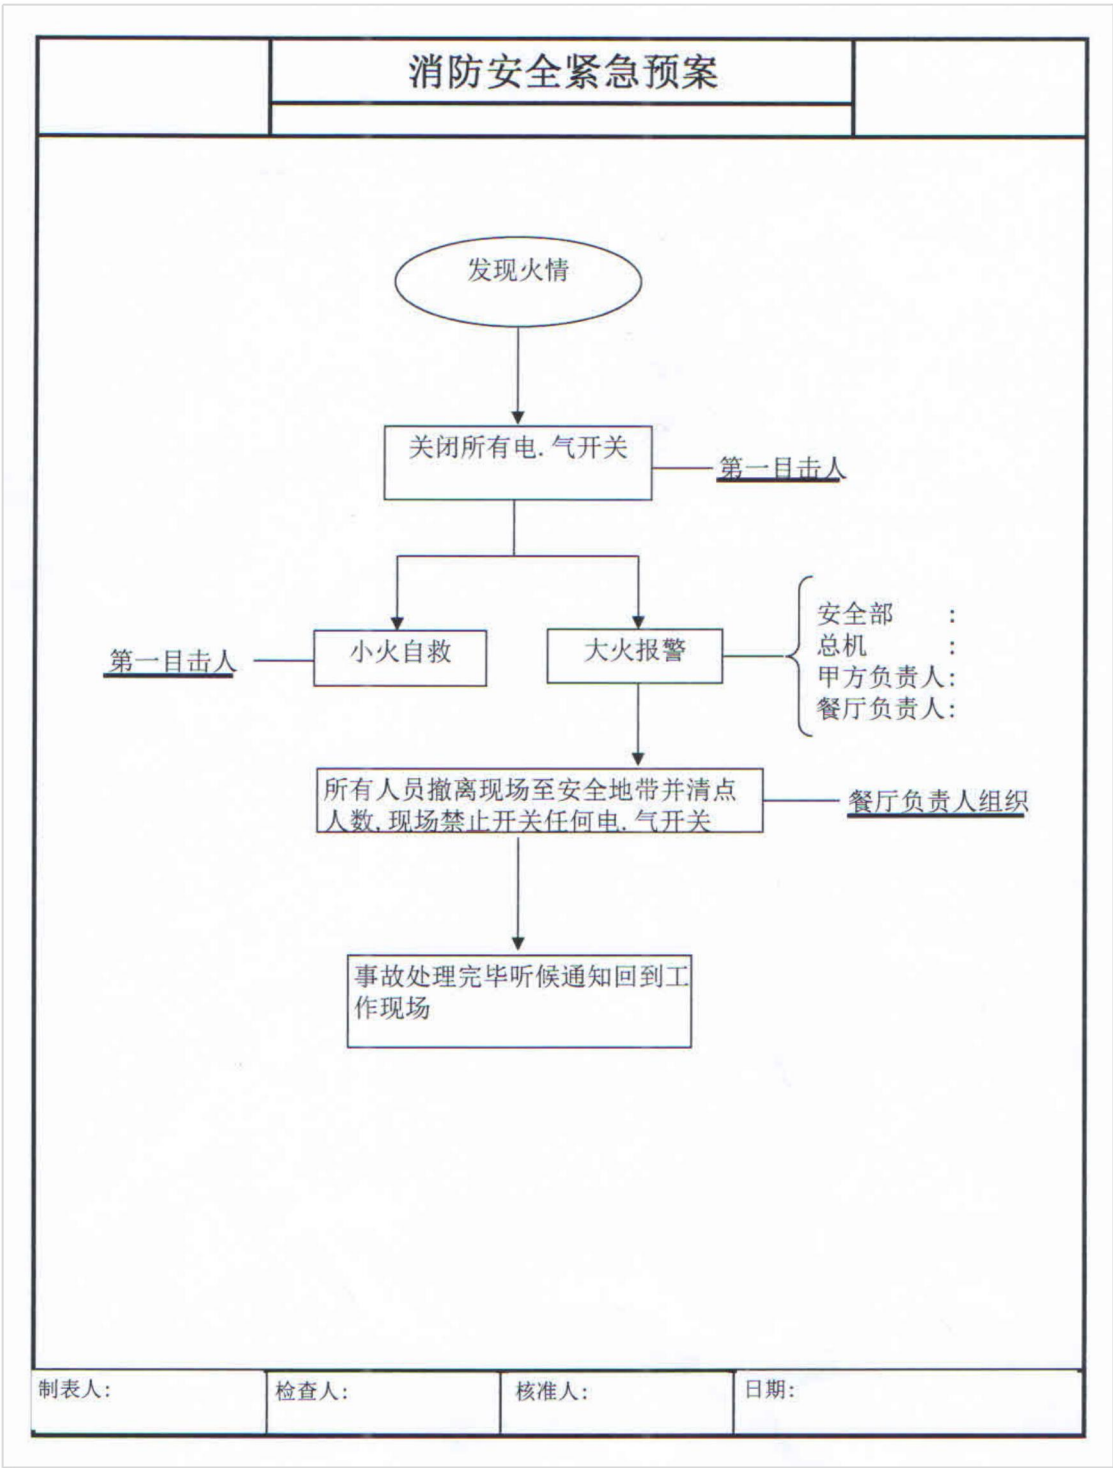 消防安全紧急预案
发现火情
关闭所有电.气开关
第一目击人
小火自救
第一目击人
大火报警
安全部 :
总机 :
甲方负责人:
餐厅负责人:
所有人员撤离现场至安全地带并清点
人数,现场禁止开关任何电.气开关
餐厅负责人组织
事故处理完毕听候通知回到工
作现场
制表人:
检查人:
核准人:
日期: